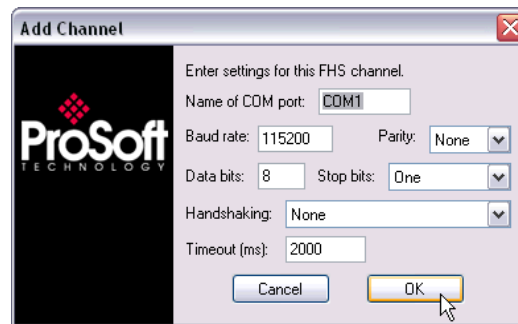 Add Channel
ProSoft
TECHNOLOGY
Enter settings for this FHS channel.
Name of COM port: COM1
Baud rate: 115200 Parity: None
Data bits: 8 Stop bits: One
Handshaking: None
Timeout (ms): 2000
Cancel OK